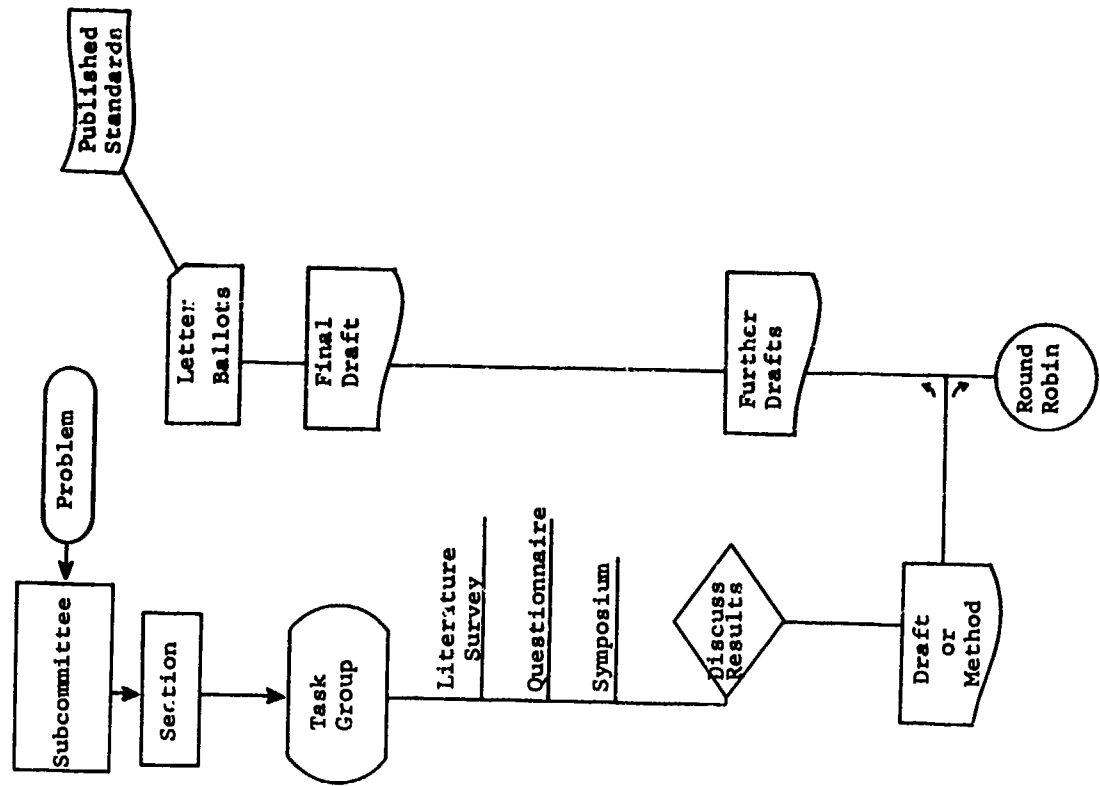 Problem
Subcommittee
Section
Task
Group
Literature
Survey
Questionnaire
Symposium
Discuss
Results
Draft
or
Method
Round
Robin
Further
Drafts
Final
Draft
Letter
Ballots
Published
Standards